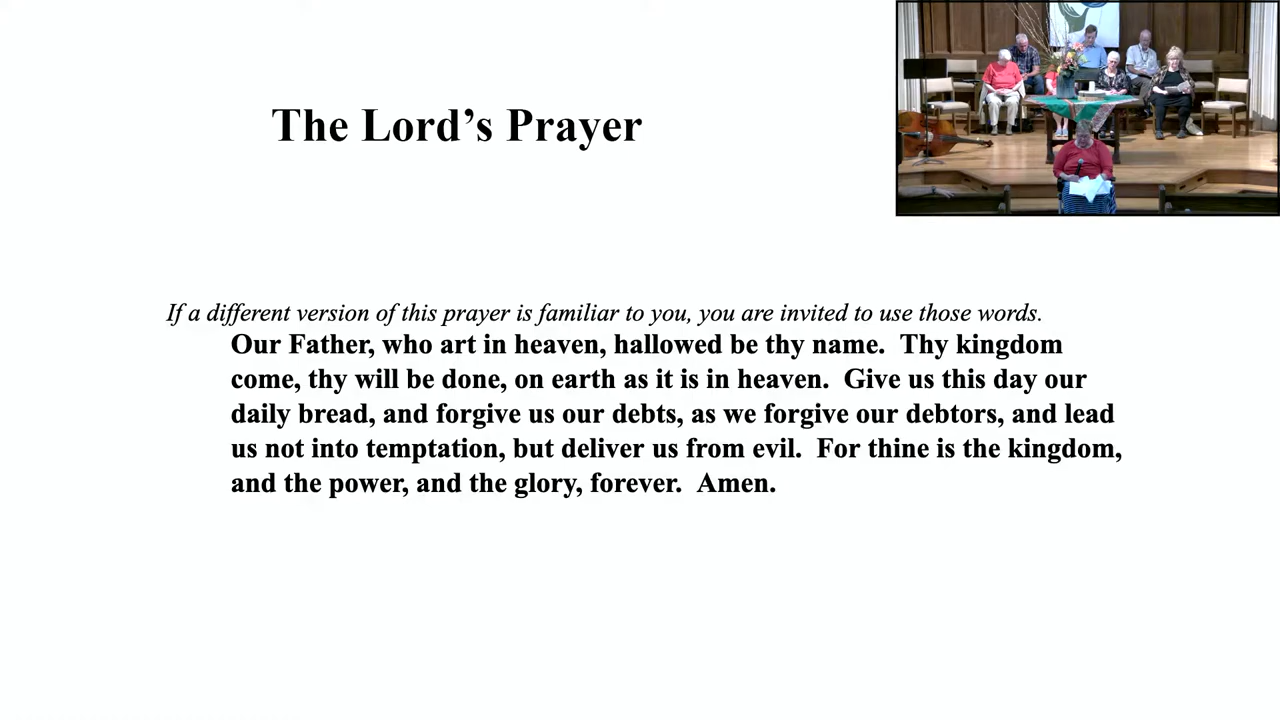 The Lord’s Prayer
If a different version of this prayer is familiar to you, you are invited to use those words.
Our Father, who art in heaven, hallowed be thy name.  Thy kingdom
come, thy will be done, on earth as it is in heaven.  Give us this day our
daily bread, and forgive us our debts, as we forgive our debtors, and lead
us not into temptation, but deliver us from evil.  For thine is the kingdom,
and the power, and the glory, forever.  Amen.